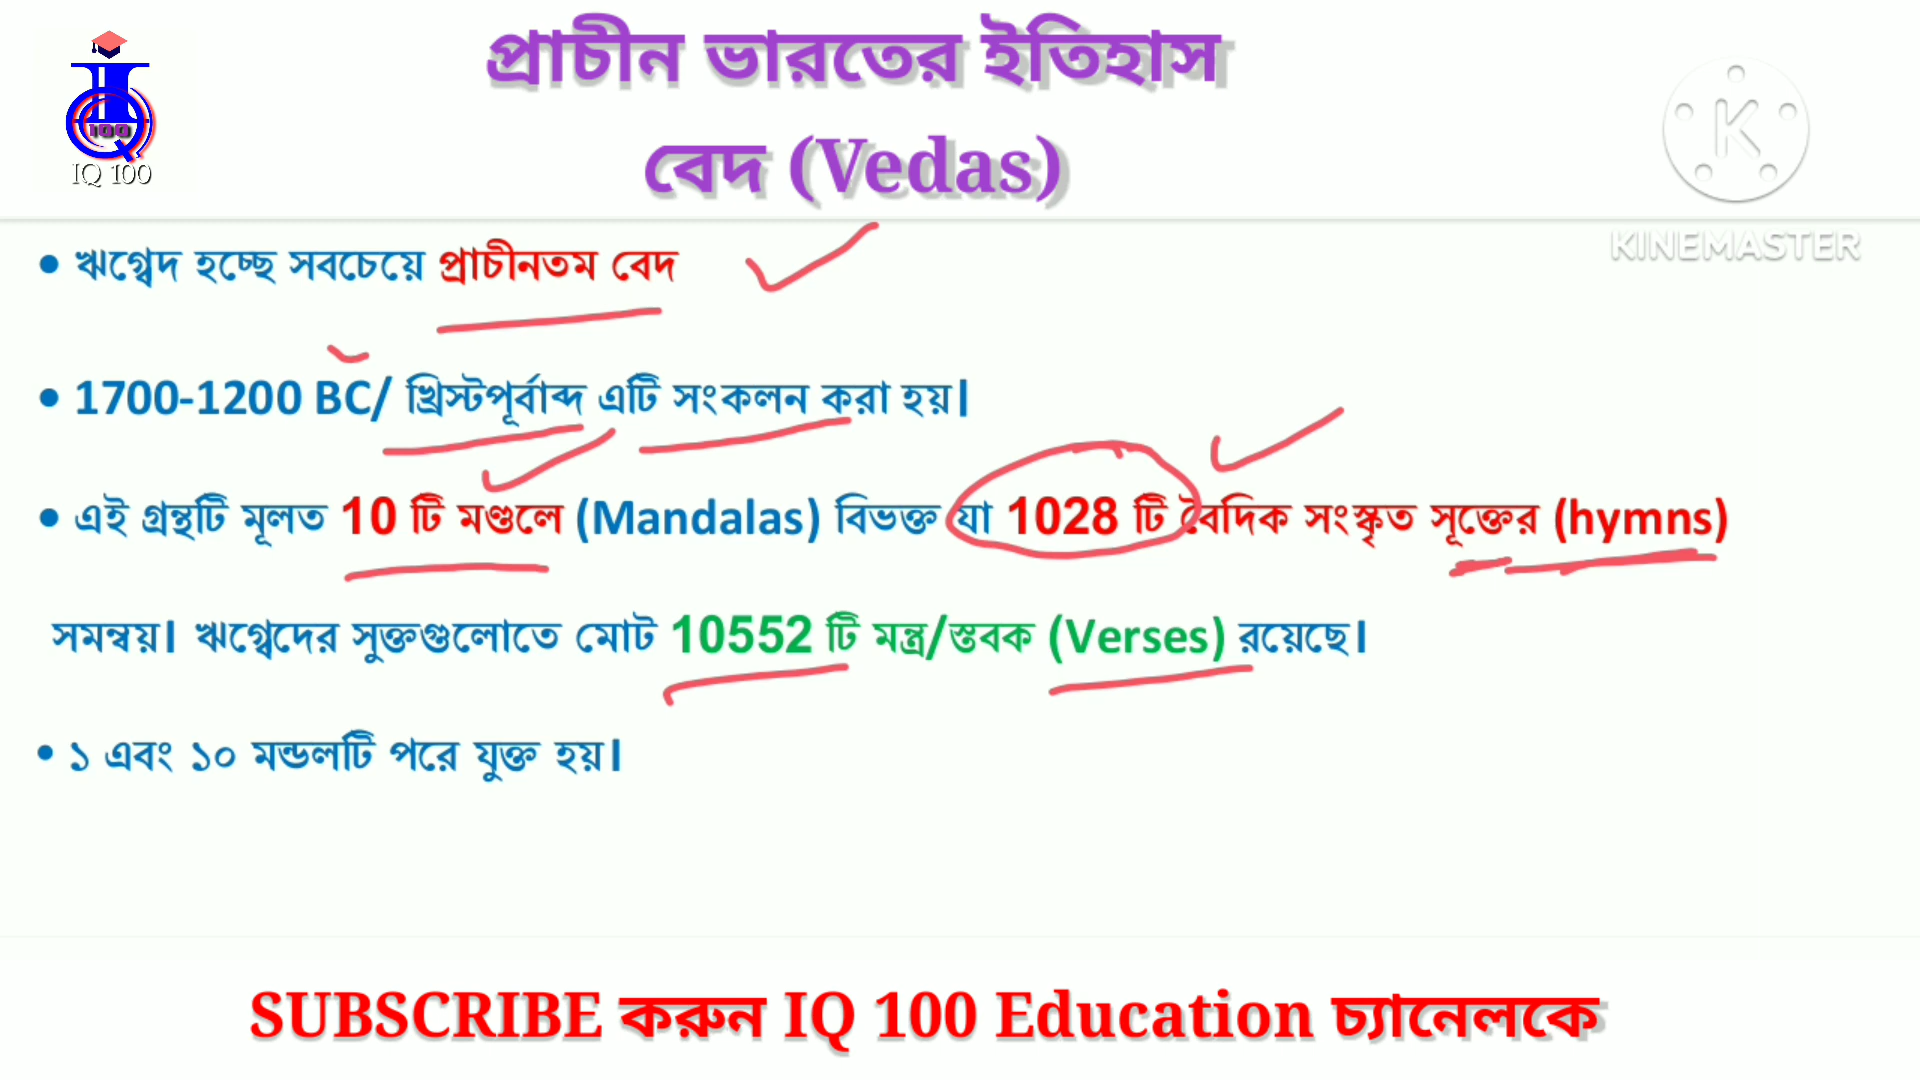 প্রাচীন ভারতের ইতিহাস
বেদ (Vedas)
100
IQ 100
KINEMASTER
• ঋগ্বেদ হচ্ছে সবচেয়ে প্রাচীনতম বেদ
• 1700-1200 BC/ খ্রিস্টপূর্বাব্দ এটি সংকলন করা হয়।
• এই গ্রন্থটি মূলত 10 টি মণ্ডলে (Mandalas) বিভক্ত যা 1028 টি বৈদিক সংস্কৃত সূক্তের (hymns)
সমন্বয়। ঋগ্বেদের সুক্তগুলোতে মোট 10552 টি মন্ত্র/স্তবক (Verses) রয়েছে।
• ১ এবং ১০ মন্ডলটি পরে যুক্ত হয়।
SUBSCRIBE করুন IQ 100 Education চ্যানেলকে